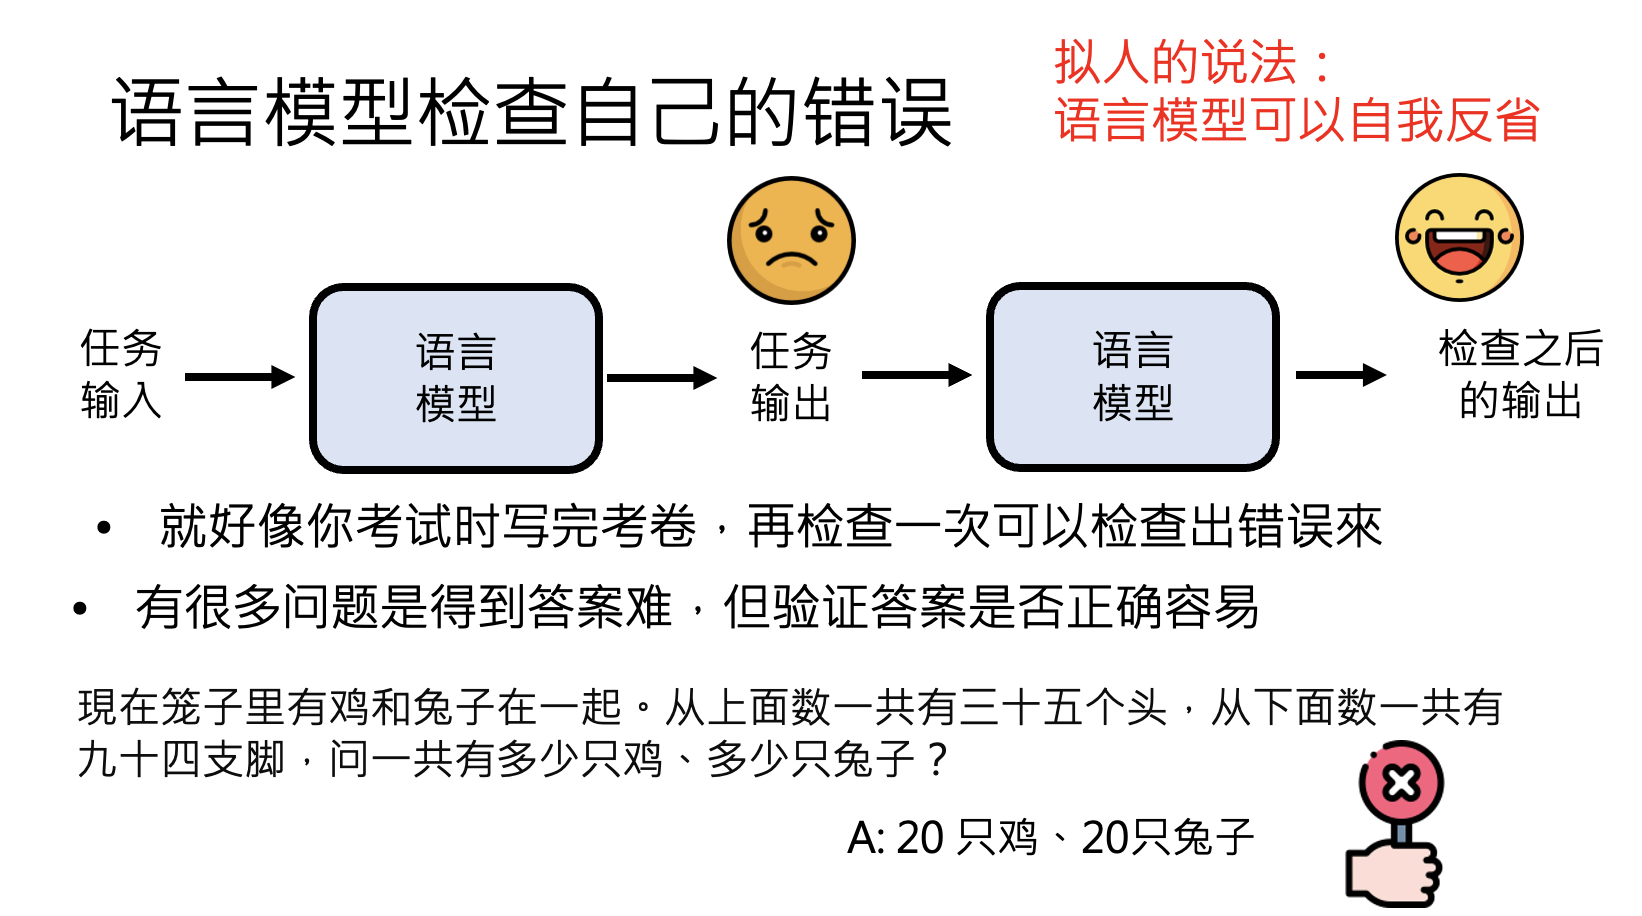 语言模型检查自己的错误
拟人的说法：
语言模型可以自我反省
任务
输入
语言
模型
任务
输出
语言
模型
检查之后
的输出
• 就好像你考试时写完考卷，再检查一次可以检查出错误來
• 有很多问题是得到答案难，但验证答案是否正确容易
現在笼子里有鸡和兔子在一起。从上面数一共有三十五个头，从下面数一共有
九十四支脚，问一共有多少只鸡、多少只兔子？
A: 20 只鸡、20只兔子